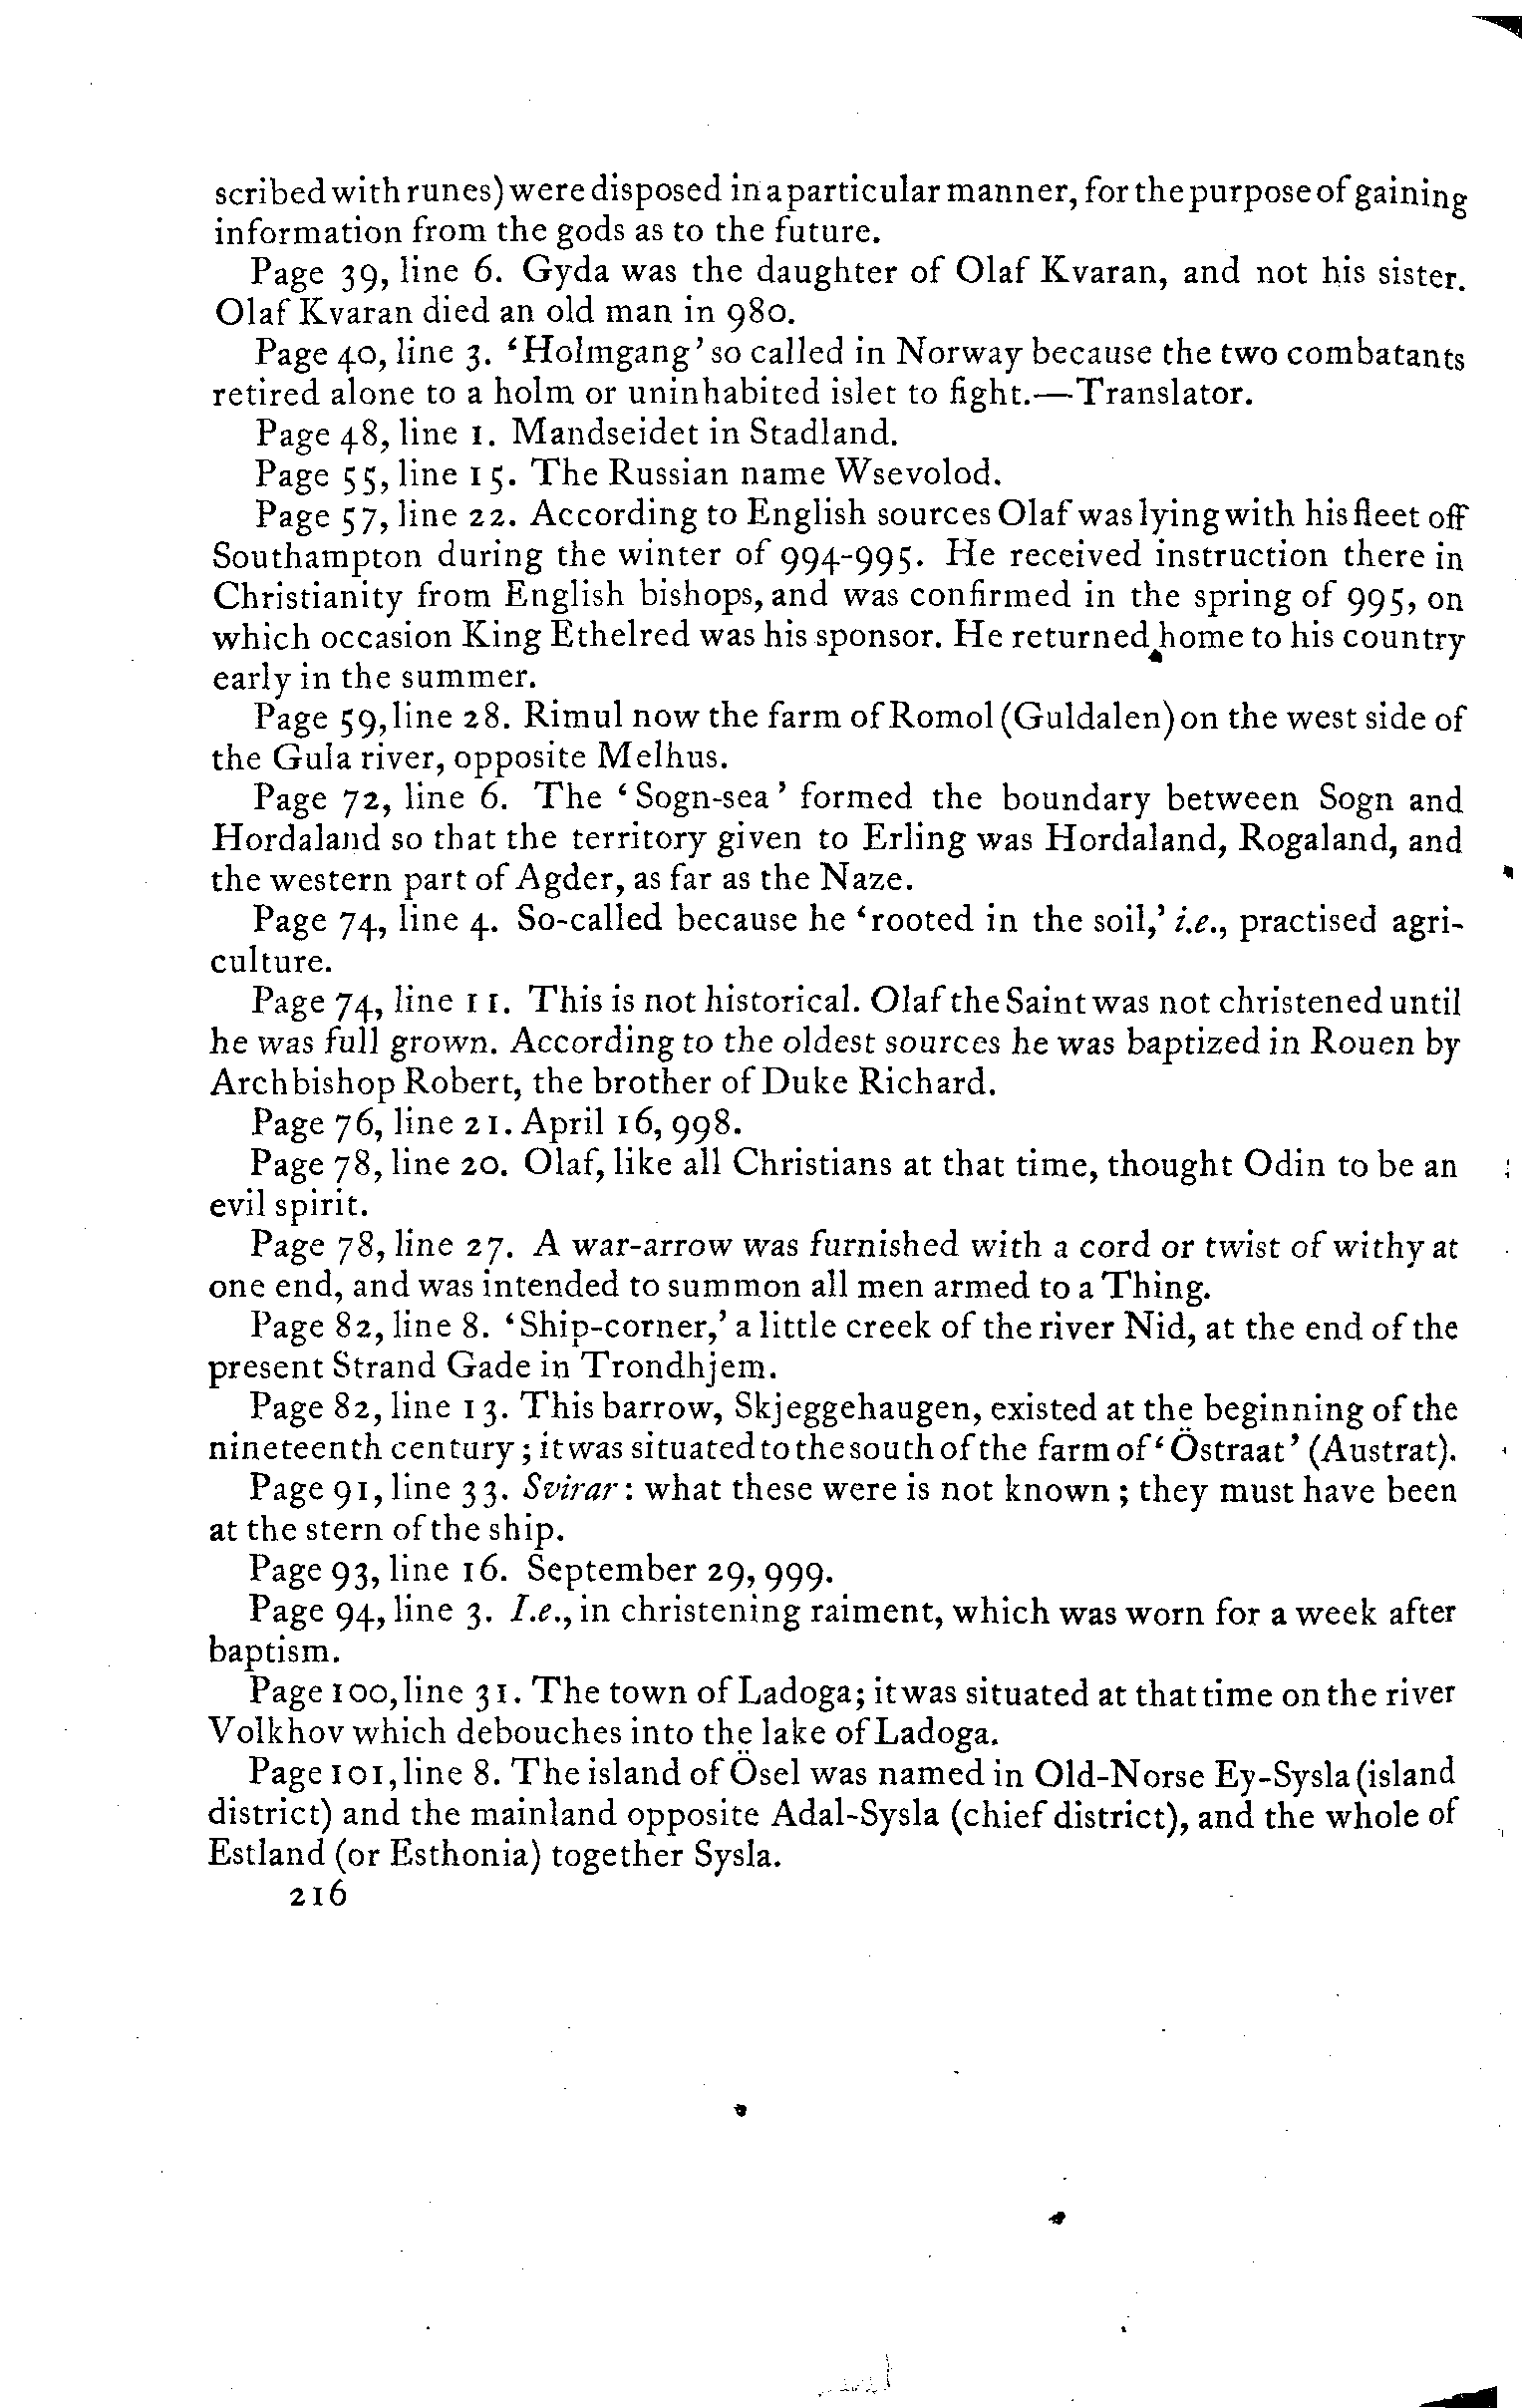 scribed with runes) were disposed in a particular manner, for the purpose of gaining
information from the gods as to the future.
Page 39, line 6. Gyda was the daughter of Olaf Kvaran, and not his sister.
Olaf Kvaran died an old man in 980.
Page 40, line 3. ‘Holmgang’ so called in Norway because the two combatants
retired alone to a holm or uninhabited islet to fight.—Translator.
Page 48, line 1. Mandseidet in Stadland.
Page 55, line 15. The Russian name Wsevolod.
Page 57, line 22. According to English sources Olaf was lying with his fleet off
Southampton during the winter of 994-995. He received instruction there in
Christianity from English bishops, and was confirmed in the spring of 995, on
which occasion King Ethelred was his sponsor. He returned home to his country
early in the summer.
Page 59, line 28. Rimul now the farm of Romol (Guldalen) on the west side of
the Gula river, opposite Melhus.
Page 72, line 6. The ‘Sogn-sea’ formed the boundary between Sogn and
Hordaland so that the territory given to Erling was Hordaland, Rogaland, and
the western part of Agder, as far as the Naze.
Page 74, line 4. So-called because he ‘rooted in the soil,’ i.e., practised agri-
culture.
Page 74, line 11. This is not historical. Olaf the Saint was not christened until
he was full grown. According to the oldest sources he was baptized in Rouen by
Archbishop Robert, the brother of Duke Richard.
Page 76, line 21. April 16, 998.
Page 78, line 20. Olaf, like all Christians at that time, thought Odin to be an
evil spirit.
Page 78, line 27. A war-arrow was furnished with a cord or twist of withy at
one end, and was intended to summon all men armed to a Thing.
Page 82, line 8. ‘Ship-corner,’ a little creek of the river Nid, at the end of the
present Strand Gade in Trondhjem.
Page 82, line 13. This barrow, Skjeggehaugen, existed at the beginning of the
nineteenth century; it was situated to the south of the farm of ‘Östraat’ (Austrat).
Page 91, line 33. Svirar: what these were is not known; they must have been
at the stern of the ship.
Page 93, line 16. September 29, 999.
Page 94, line 3. I.e., in christening raiment, which was worn for a week after
baptism.
Page 100, line 31. The town of Ladoga; it was situated at that time on the river
Volkhov which debouches into the lake of Ladoga.
Page 101, line 8. The island of Ösel was named in Old-Norse Ey-Sysla (island
district) and the mainland opposite Adal-Sysla (chief district), and the whole of
Estland (or Esthonia) together Sysla.
216